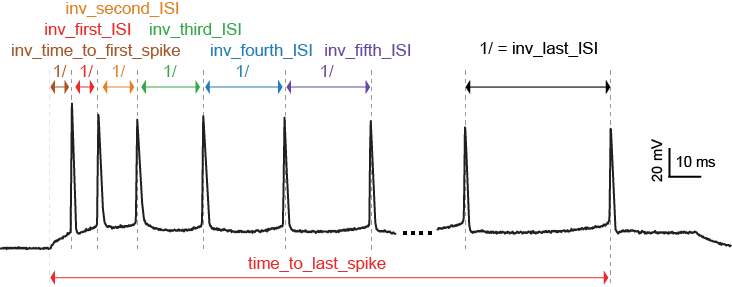 inv_second_ISI
inv_first_ISI inv_third_ISI
inv_time_to_first_spike inv_fourth_ISI inv_fifth_ISI 1/ = inv_last_ISI
1/ 1/ 1/ 1/ 1/ 1/
20 mV
10 ms
time_to_last_spike